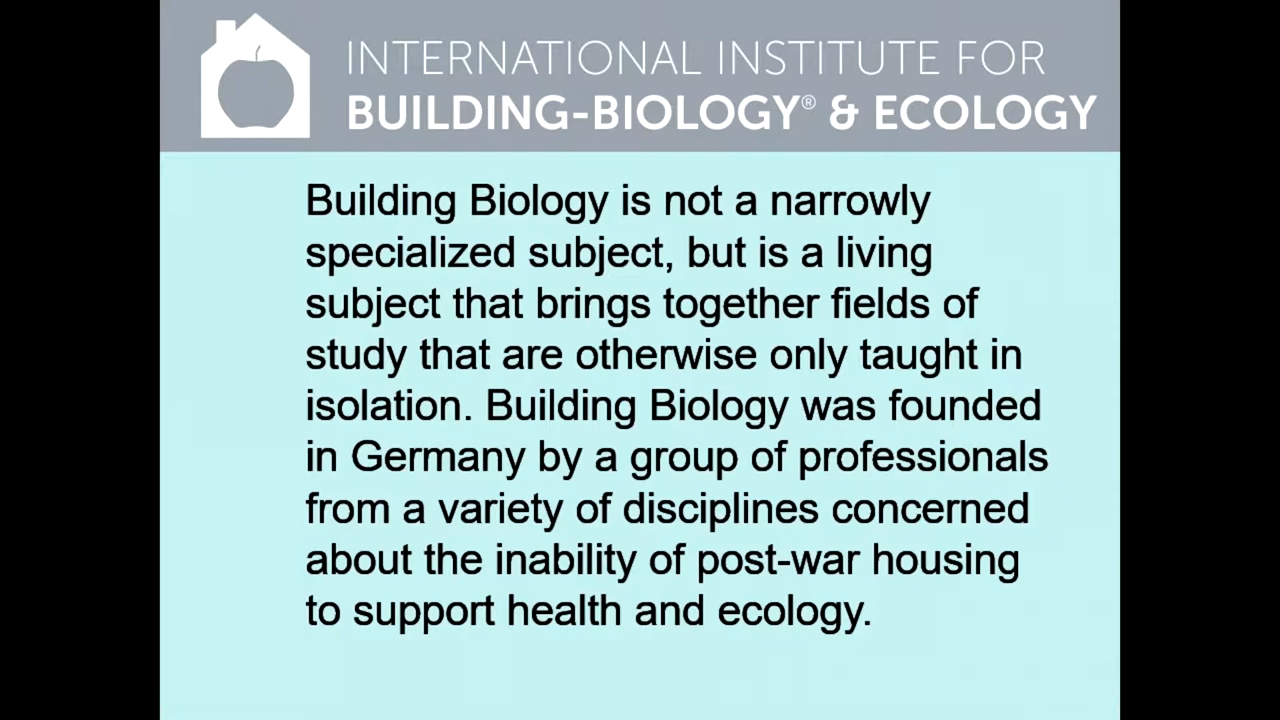 INTERNATIONAL INSTITUTE FOR
BUILDING-BIOLOGY® & ECOLOGY
Building Biology is not a narrowly
specialized subject, but is a living
subject that brings together fields of
study that are otherwise only taught in
isolation. Building Biology was founded
in Germany by a group of professionals
from a variety of disciplines concerned
about the inability of post-war housing
to support health and ecology.